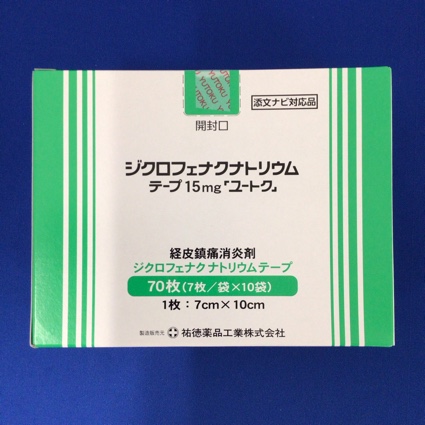 YUTOKU YUTOKU
添文ナビ対応品
開封口
ジクロフェナクナトリウム
テープ15mg「ユートク」
経皮鎮痛消炎剤
ジクロフェナクナトリウムテープ
70枚(7枚/袋×10袋)
1枚:7cm×10cm
製造販売元 祐徳薬品工業株式会社